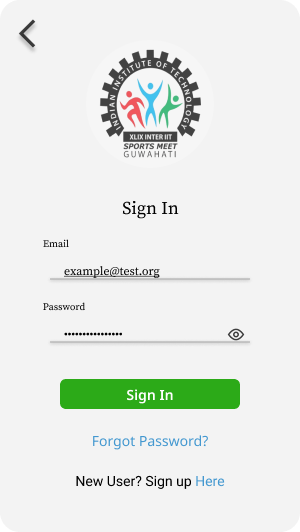 INDIAN INSTITUTE OF TECHNOLOGY
XLIX INTER IIT
SPORTS MEET
GUWAHATI
Sign In
Email
example@test.org
Password
••••••••••••••••
Sign In
Forgot Password?
New User? Sign up Here